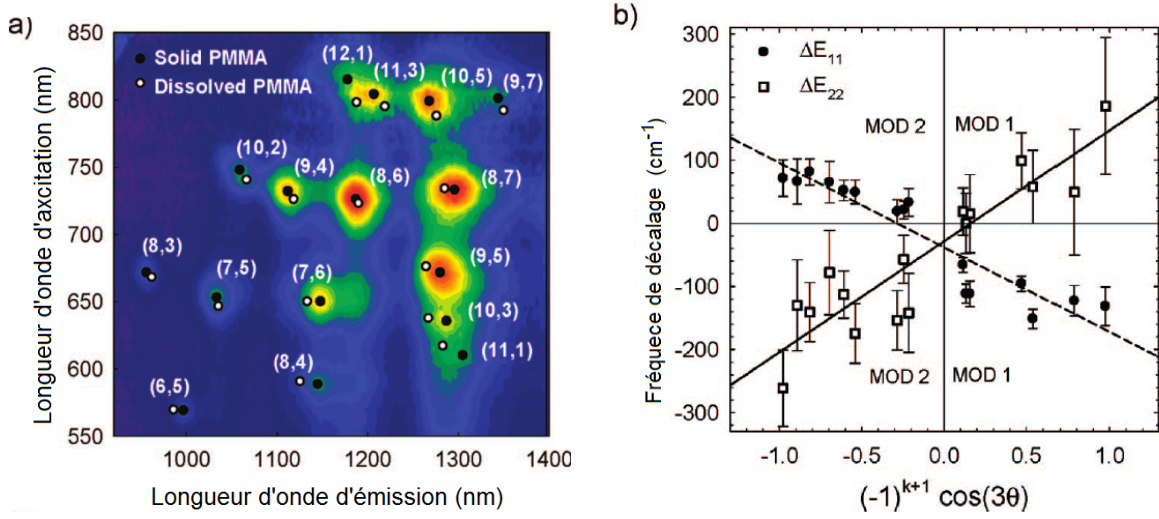 a)
850
800
750
700
650
600
550
Longueur d'onde d'axcitation (nm)
Solid PMMA
Dissolved PMMA
(12,1)
(11,3)
(10,5)
(9,7)
(10,2)
(9,4)
(8,6)
(8,7)
(8,3)
(7,5)
(7,6)
(9,5)
(10,3)
(11,1)
(8,4)
(6,5)
1000 1100 1200 1300 1400
Longueur d'onde d'émission (nm)
b)
300
200
100
0
-100
-200
-300
Fréquece de décalage (cm⁻¹)
ΔE₁₁
ΔE₂₂
MOD 2 MOD 1
MOD 2 MOD 1
-1.0 -0.5 0.0 0.5 1.0
(-1)ᵏ⁺¹ cos(3θ)